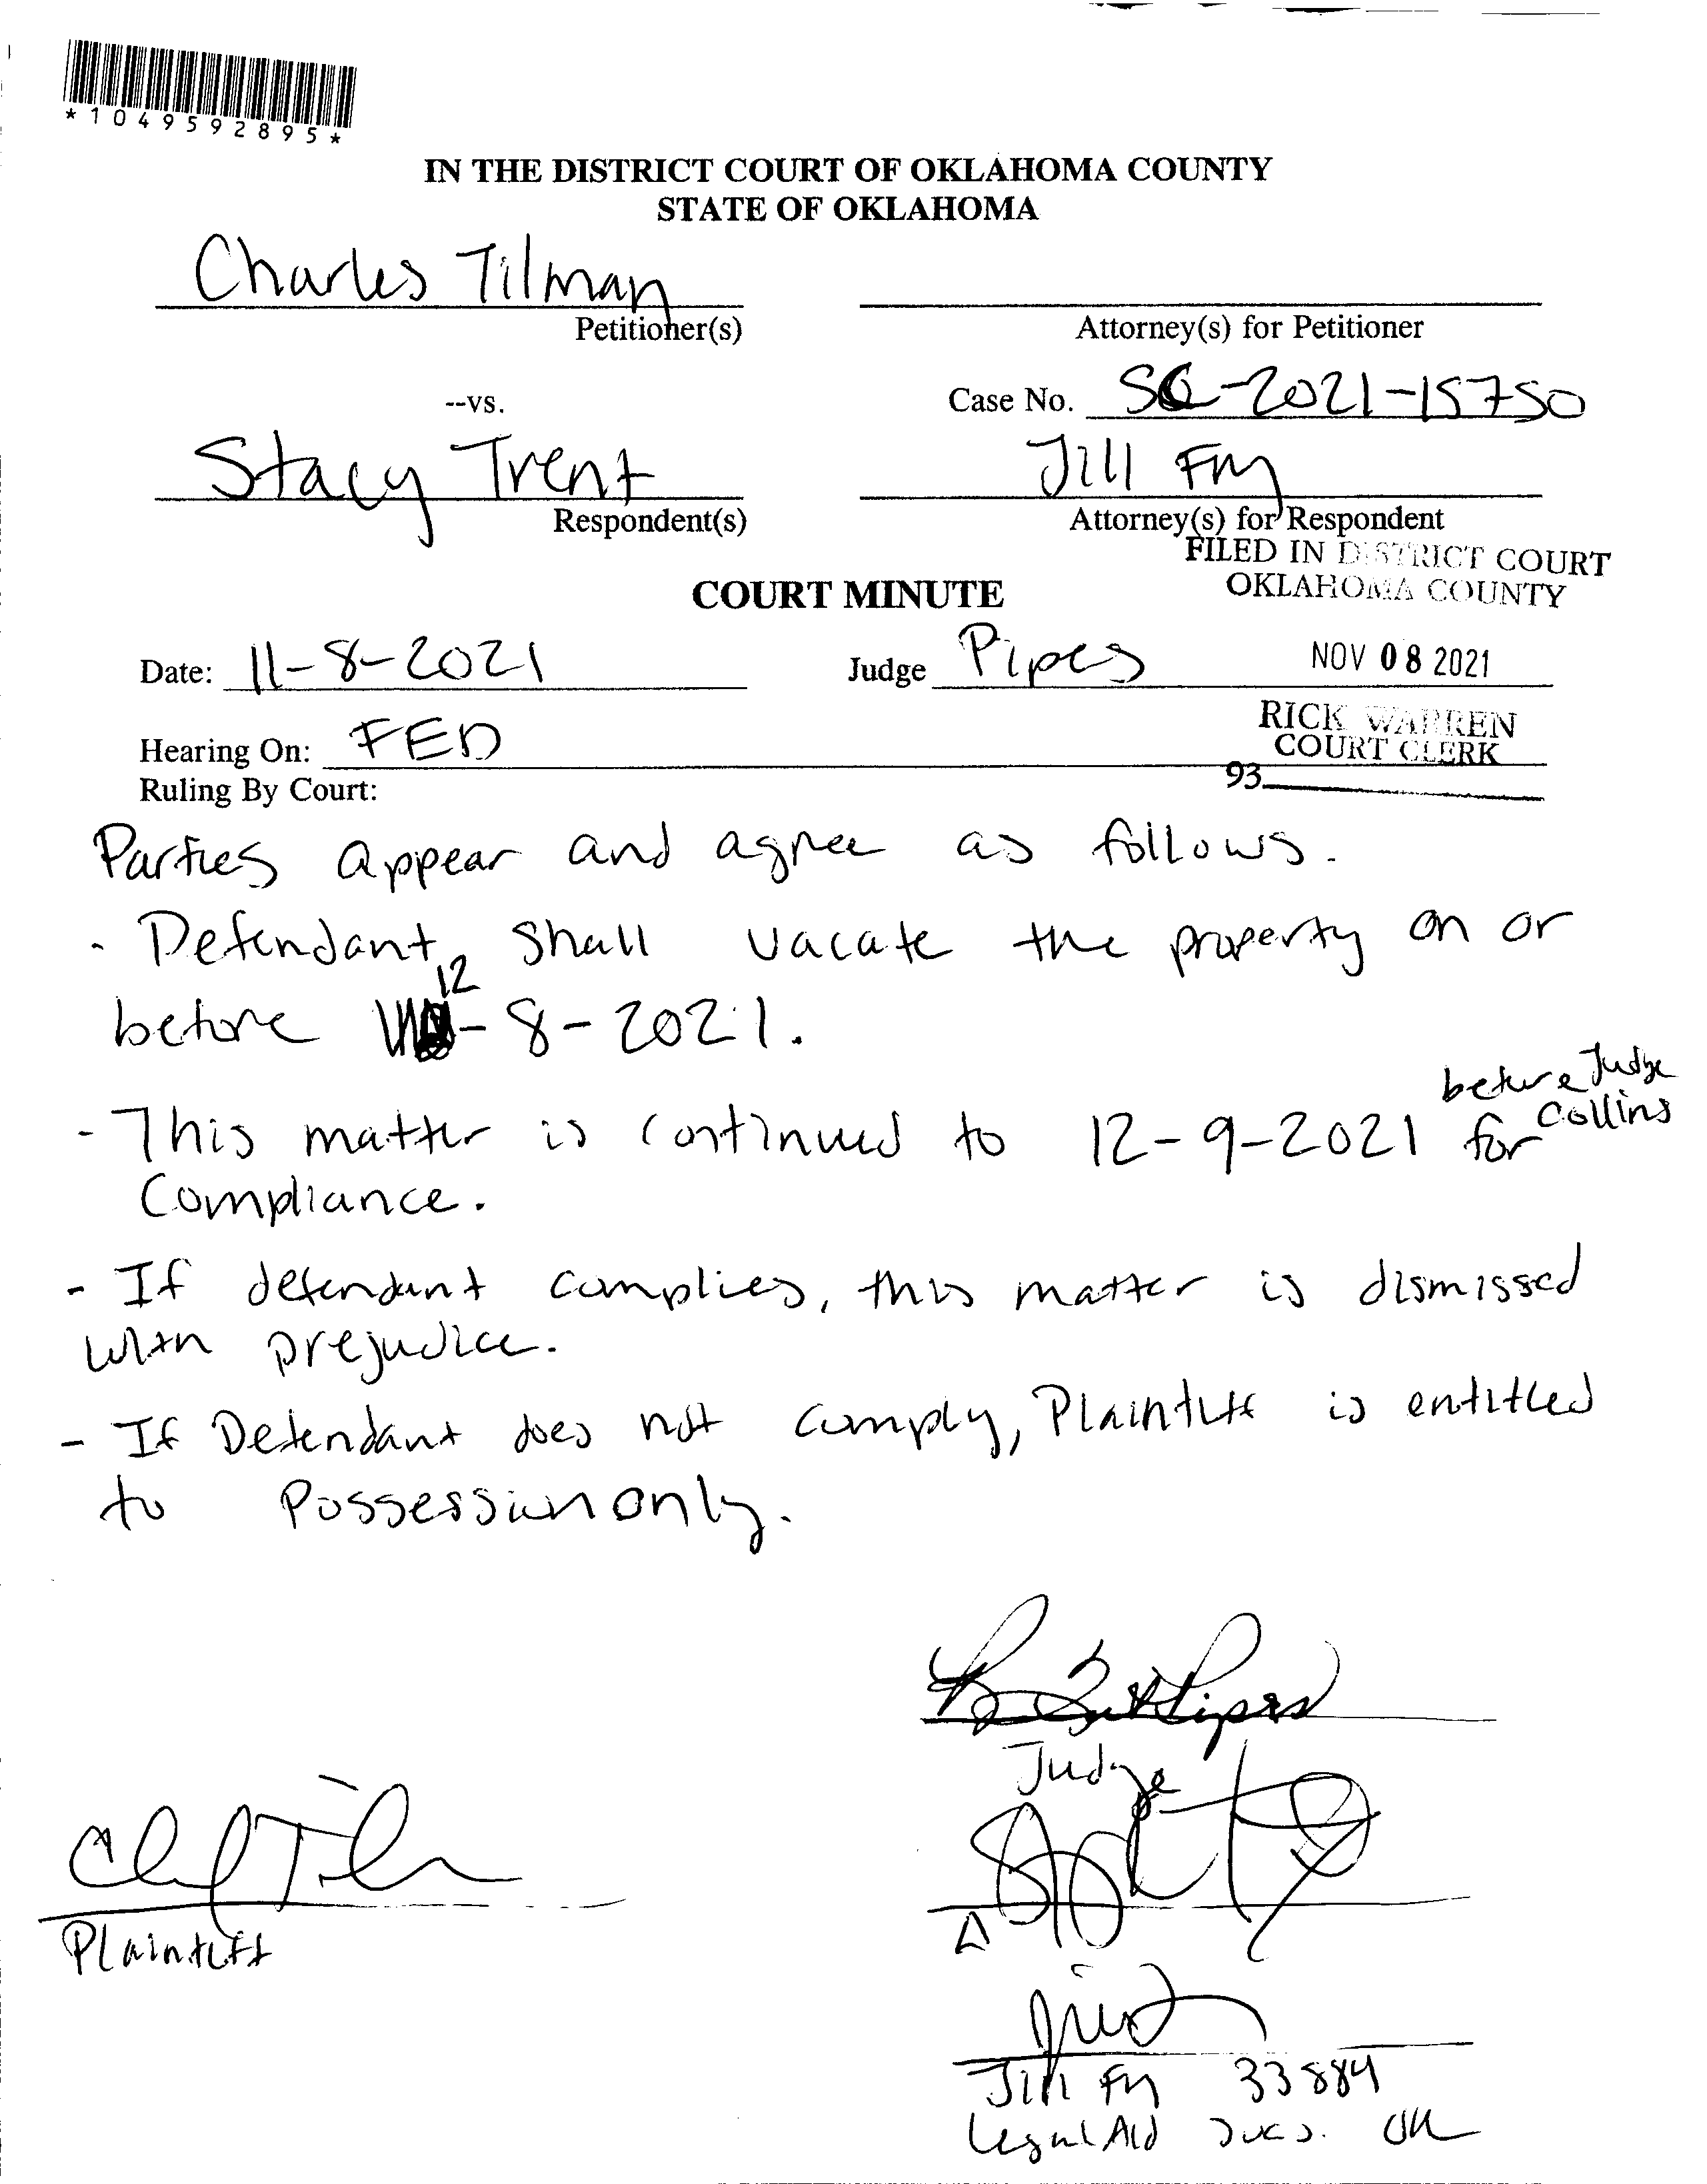 *1049592895*
IN THE DISTRICT COURT OF OKLAHOMA COUNTY
STATE OF OKLAHOMA
Charles Tilman
Petitioner(s)
Attorney(s) for Petitioner
--vs.
Case No. SC-2021-15750
Stacy Trent
Respondent(s)
Jill Fry
Attorney(s) for Respondent
FILED IN DISTRICT COURT
OKLAHOMA COUNTY
COURT MINUTE
Date: 11-8-2021
Judge Pipes
NOV 08 2021
Hearing On: FED
RICK WARREN
COURT CLERK
93
Ruling By Court:
Parties appear and agree as follows.
- Defendant shall vacate the property on or
before 12-8-2021.
- This matter is continued to 12-9-2021 before Judge Collins for
Compliance.
- If defendant complies, this matter is dismissed
with prejudice.
- If Defendant does not comply, Plaintiff is entitled
to Possession only.
Judge
Plaintiff
Δ
Jill Fry 33884
Legal Aid Svcs. OK